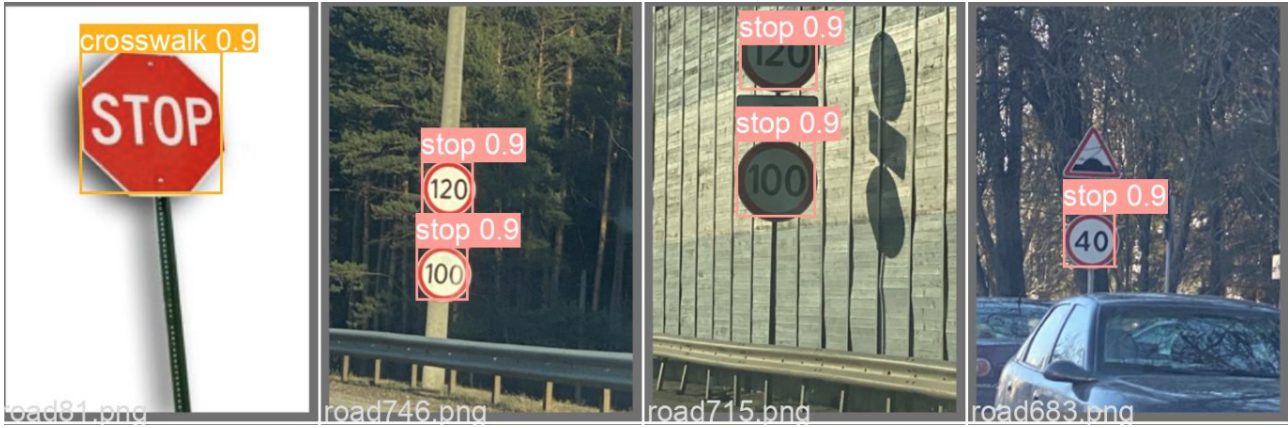 crosswalk 0.9
STOP
road81.png
stop 0.9
120
stop 0.9
100
road746.png
stop 0.9
120
stop 0.9
100
road715.png
stop 0.9
40
road683.png